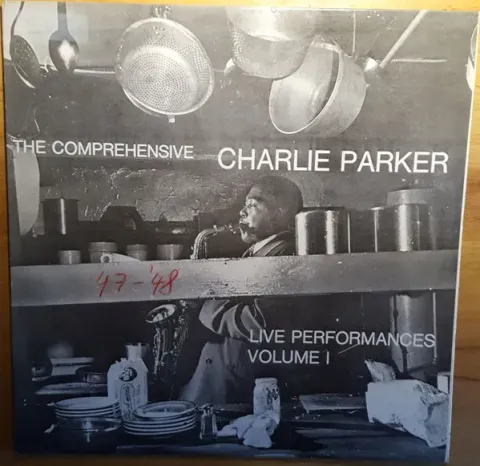 THE COMPREHENSIVE CHARLIE PARKER
'47-'48
LIVE PERFORMANCES
VOLUME I